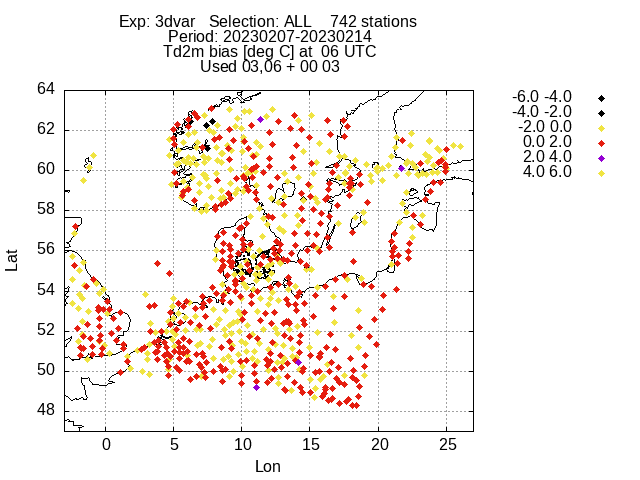 Exp: 3dvar   Selection: ALL    742 stations
Period: 20230207-20230214
Td2m bias [deg C] at  06 UTC
Used 03,06 + 00 03
64
62
60
58
56
54
52
50
48
Lat
0 5 10 15 20 25
Lon
-6.0 -4.0
-4.0 -2.0
-2.0 0.0
0.0 2.0
2.0 4.0
4.0 6.0